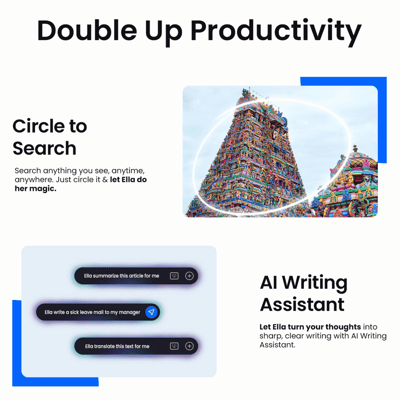 Double Up Productivity
Circle to
Search
Search anything you see, anytime,
anywhere. Just circle it & let Ella do
her magic.
Ella summarize this article for me
Ella write a sick leave mail to my manager
Ella translate this text for me
AI Writing
Assistant
Let Ella turn your thoughts into
sharp, clear writing with AI Writing
Assistant.